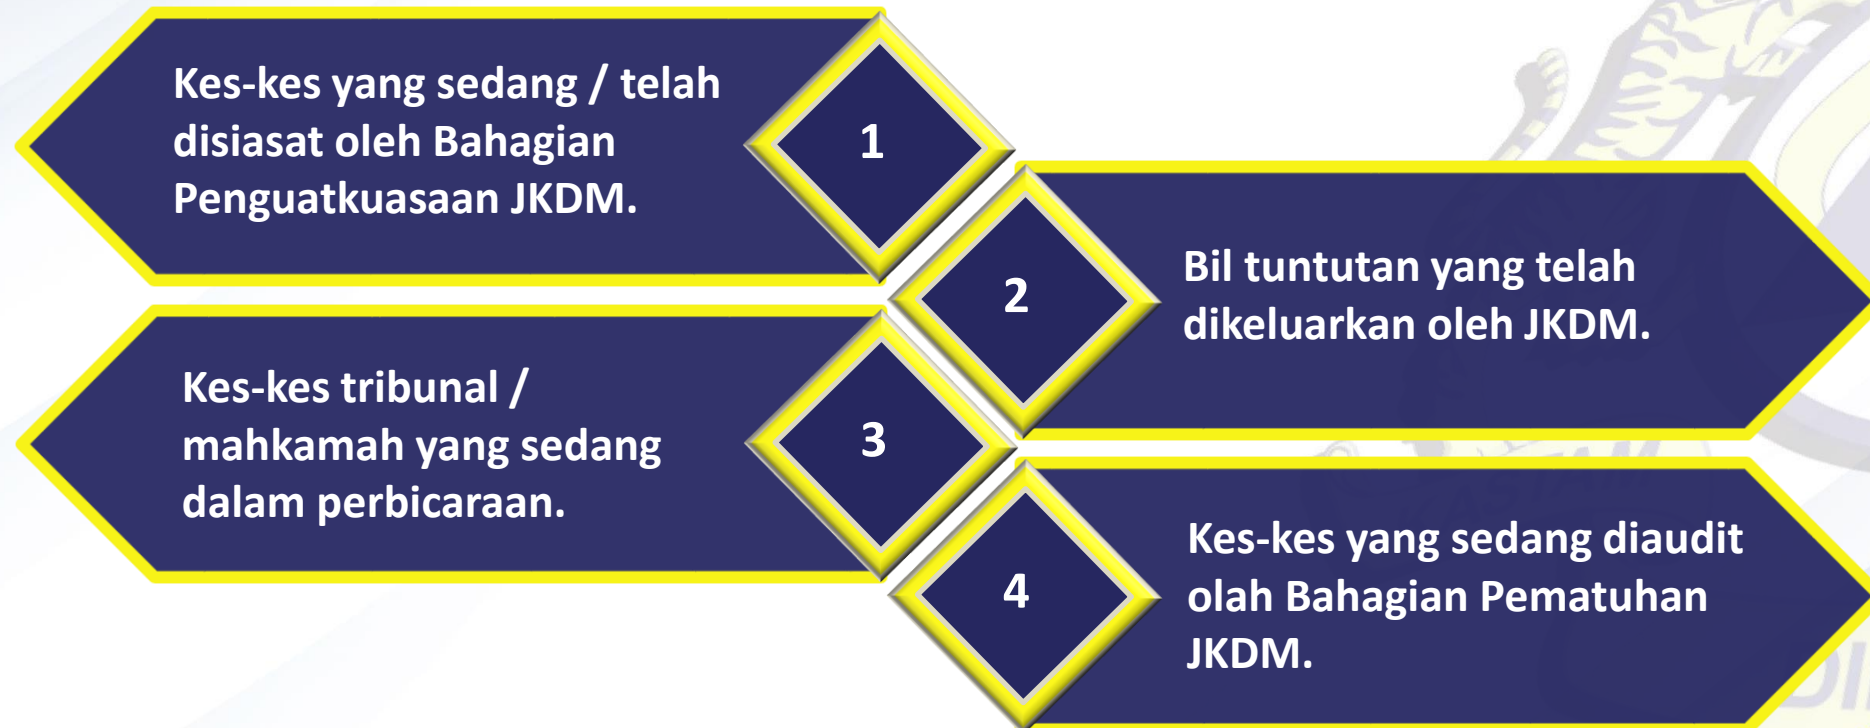 Kes-kes yang sedang / telah
disiasat oleh Bahagian
Penguatkuasaan JKDM.
1
2
Bil tuntutan yang telah
dikeluarkan oleh JKDM.
Kes-kes tribunal /
mahkamah yang sedang
dalam perbicaraan.
3
4
Kes-kes yang sedang diaudit
olah Bahagian Pematuhan
JKDM.
KASTAM
DI